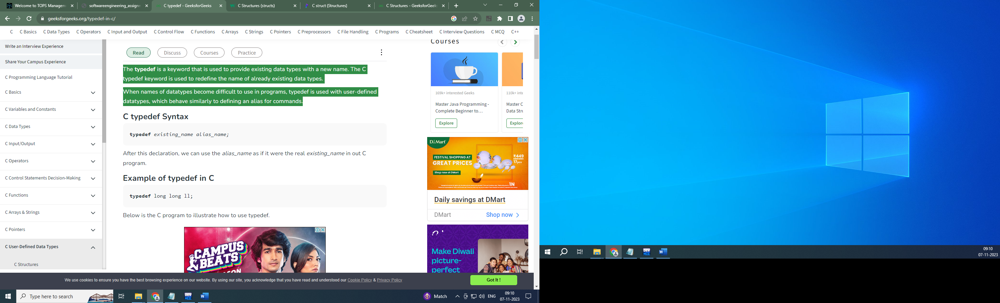 Welcome to TOPS Managem
softwareengineering_assignm
C typedef - GeeksforGeeks
C Structures (structs)
C struct (Structures)
C Structures - GeeksforGeeks
geeksforgeeks.org/typedef-in-c/
C C Basics C Data Types C Operators C Input and Output C Control Flow C Functions C Arrays C Strings C Pointers C Preprocessors C File Handling C Programs C Cheatsheet C Interview Questions C MCQ C++
Write an Interview Experience
Share Your Campus Experience
C Programming Language Tutorial
C Basics
C Variables and Constants
C Data Types
C Input/Output
C Operators
C Control Statements Decision-Making
C Functions
C Arrays & Strings
C Pointers
C User-Defined Data Types
C Structures
Read Discuss Courses Practice
The typedef is a keyword that is used to provide existing data types with a new name. The C
typedef keyword is used to redefine the name of already existing data types.
When names of datatypes become difficult to use in programs, typedef is used with user-defined
datatypes, which behave similarly to defining an alias for commands.
C typedef Syntax
typedef existing_name alias_name;
After this declaration, we can use the alias_name as if it were the real existing_name in out C
program.
Example of typedef in C
typedef long long ll;
Below is the C program to illustrate how to use typedef.
CAMPUS
BEATS
Courses
169k+ interested Geeks
Master Java Programming -
Complete Beginner to...
Explore
110k+ inte
Master C
Data Stru
Explore
DMart
FESTIVAL SHOPPING AT
GREAT PRICES
Shop now at DMart
₹449
ONWARDS
17pcs
Daily savings at DMart
DMart Shop now
Make Diwali
picture-
perfect
We use cookies to ensure you have the best browsing experience on our website. By using our site, you acknowledge that you have read and understood our Cookie Policy & Privacy Policy
Got It !
Type here to search
DEV
W
Match
ENG
09:10
07-11-2023
DEV
W
09:10
07-11-2023